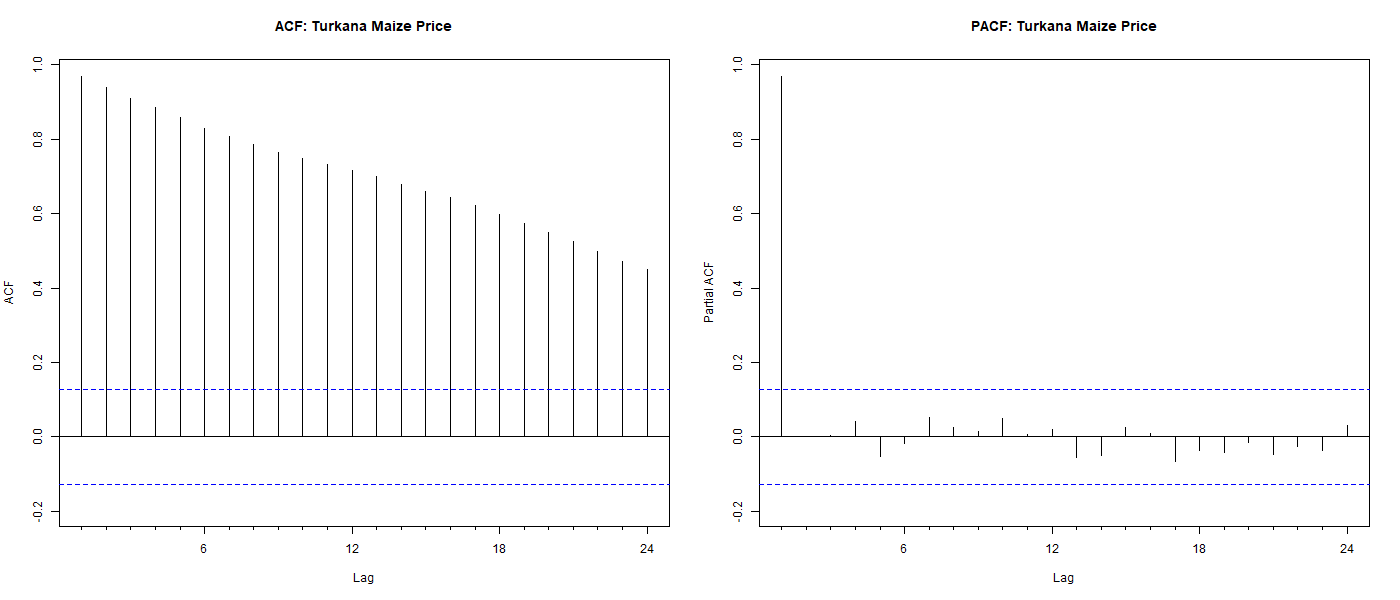 ACF: Turkana Maize Price
1.0
0.8
0.6
0.4
0.2
0.0
-0.2
ACF
6 12 18 24
Lag
PACF: Turkana Maize Price
1.0
0.8
0.6
0.4
0.2
0.0
-0.2
Partial ACF
6 12 18 24
Lag